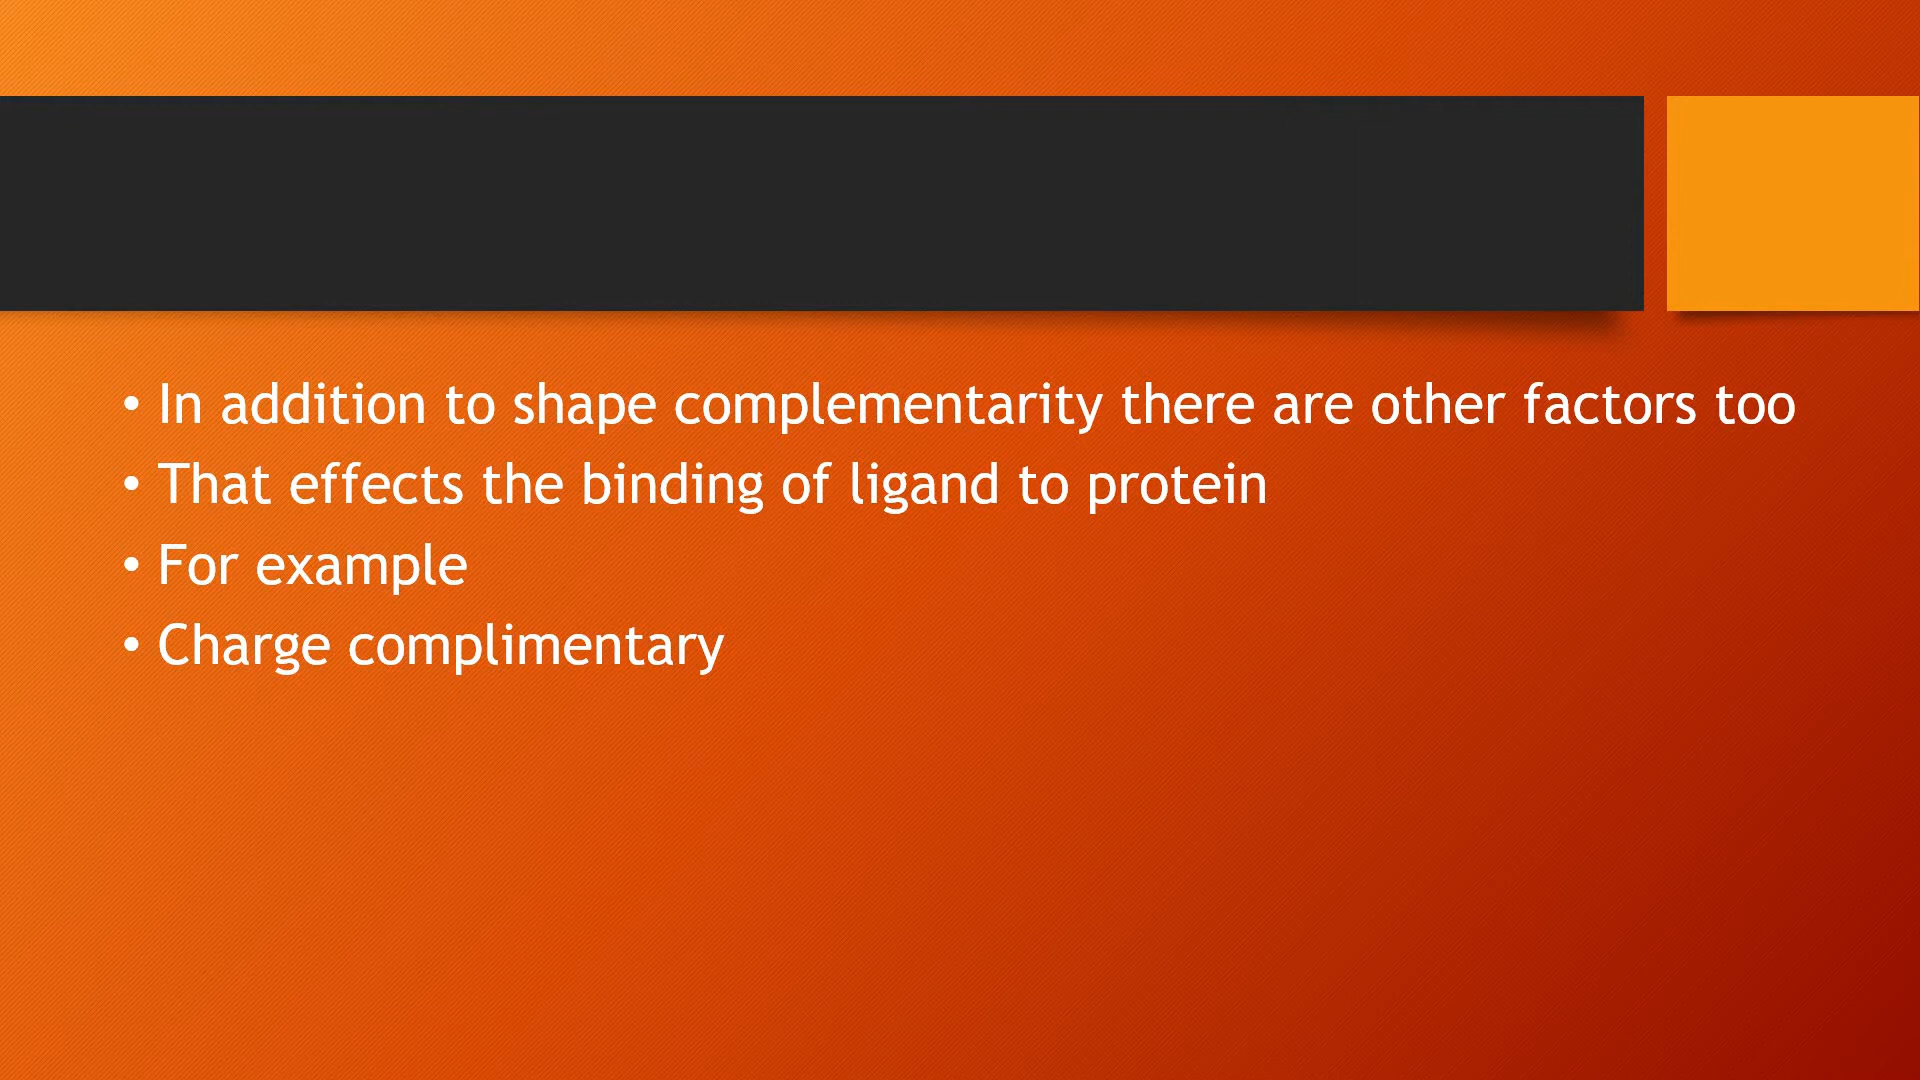 • In addition to shape complementarity there are other factors too
• That effects the binding of ligand to protein
• For example
• Charge complimentary